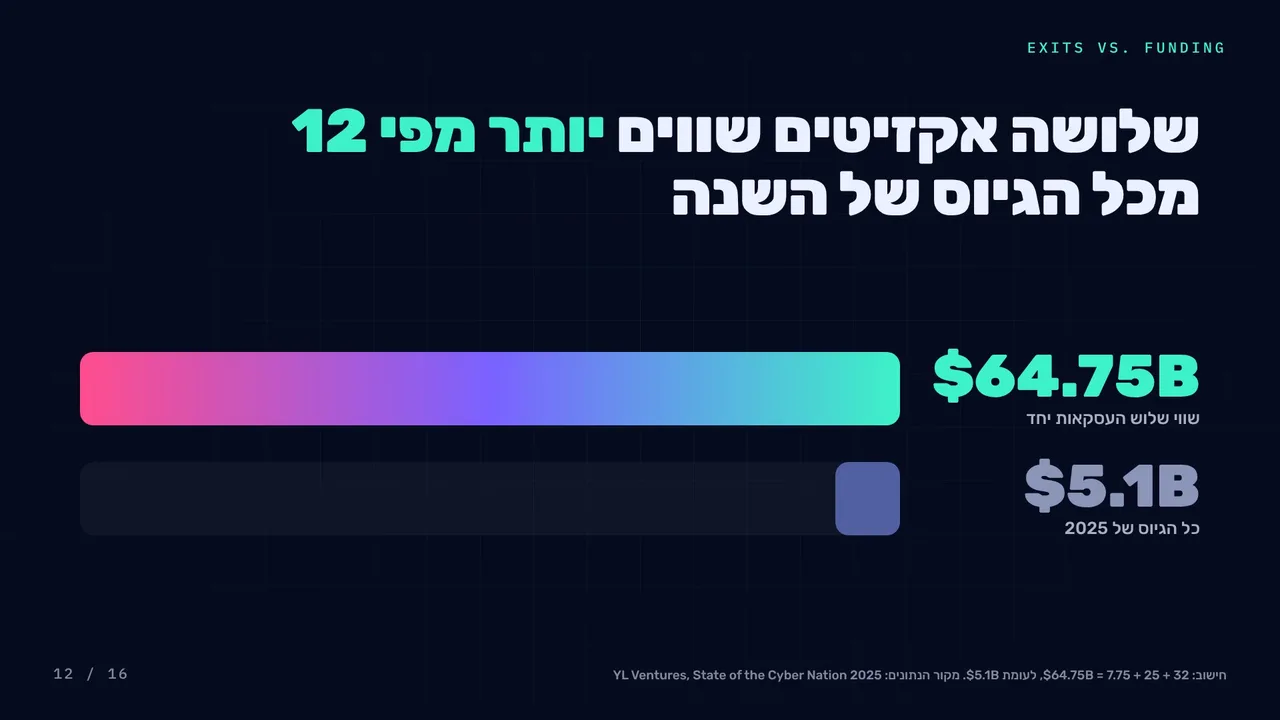 EXITS VS. FUNDING
שלושה אקזיטים שווים יותר מפי 12
מכל הגיוס של השנה
$64.75B
שווי שלוש העסקאות יחד
$5.1B
כל הגיוס של 2025
חישוב: 32 + 25 + 7.75 = $64.75B, לעומת $5.1B. מקור הנתונים: YL Ventures, State of the Cyber Nation 2025
12 / 16